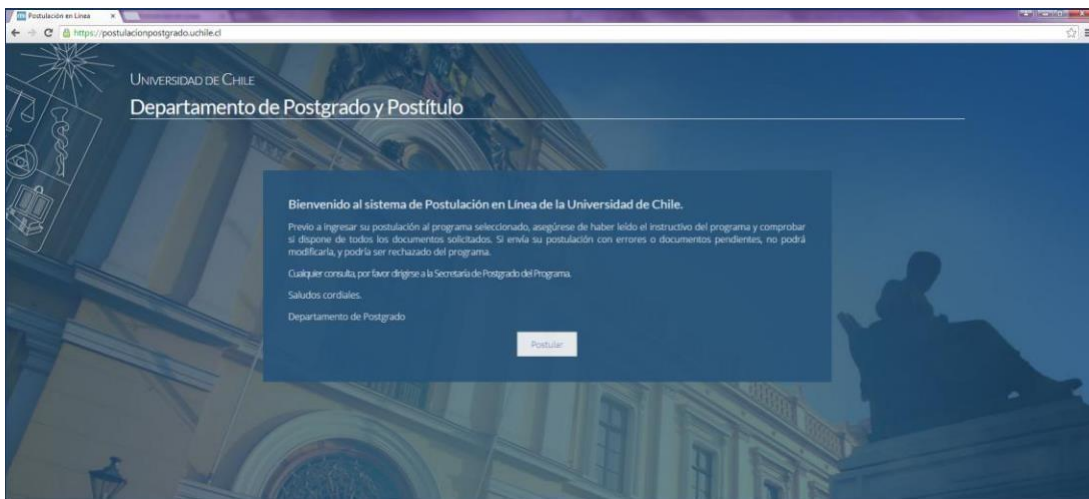 Postulación en Línea
https://postulacionpostgrado.uchile.cl
UNIVERSIDAD DE CHILE
Departamento de Postgrado y Postítulo
Bienvenido al sistema de Postulación en Línea de la Universidad de Chile.
Previo a ingresar su postulación al programa seleccionado, asegúrese de haber leído el instructivo del programa y comprobar
si dispone de todos los documentos solicitados. Si envía su postulación con errores o documentos pendientes, no podrá
modificarla, y podría ser rechazado del programa.
Cualquier consulta, por favor dirigirse a la Secretaría de Postgrado del Programa.
Saludos cordiales.
Departamento de Postgrado
Postular